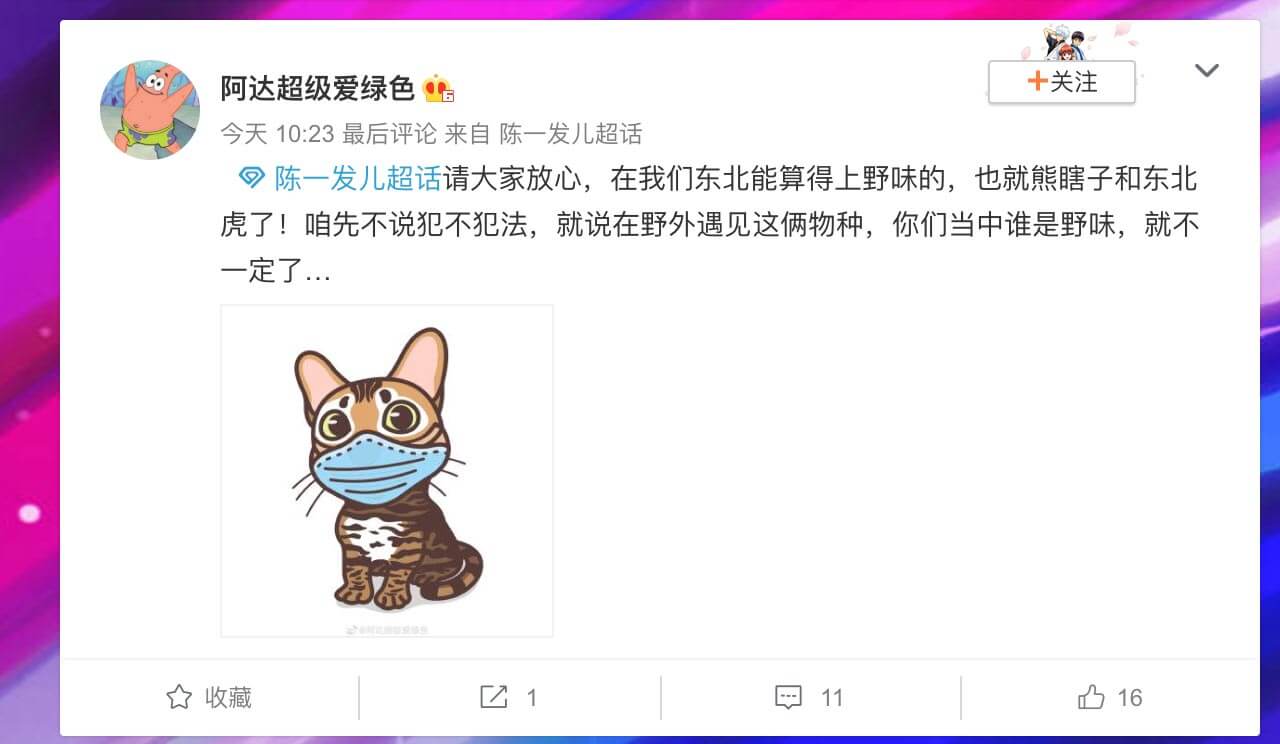 阿达超级爱绿色
+关注
今天 10:23 最后评论 来自 陈一发儿超话
陈一发儿超话请大家放心，在我们东北能算得上野味的，也就熊瞎子和东北
虎了！咱先不说犯不犯法，就说在野外遇见这俩物种，你们当中谁是野味，就不
一定了…
@阿达超级爱绿色
收藏
1
11
16